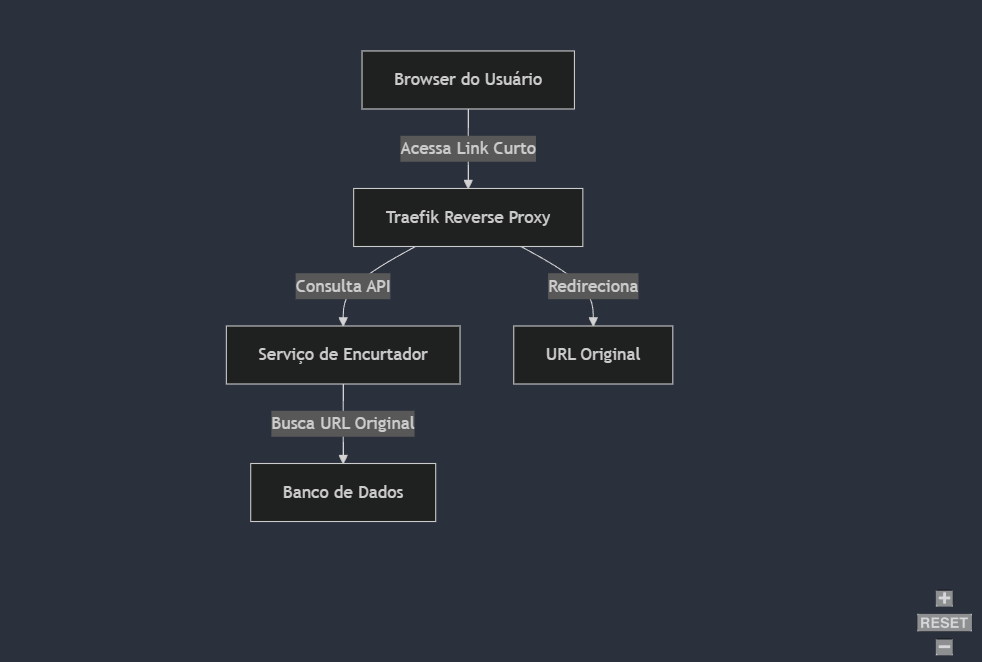 Browser do Usuário
Acessa Link Curto
Traefik Reverse Proxy
Consulta API
Redireciona
Serviço de Encurtador
URL Original
Busca URL Original
Banco de Dados
+
RESET
−